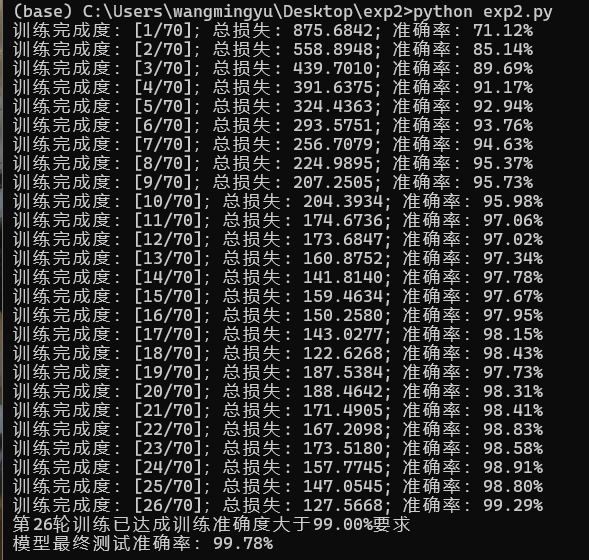 (base) C:\Users\wangmingyu\Desktop\exp2>python exp2.py
训练完成度: [1/70]; 总损失: 875.6842; 准确率: 71.12%
训练完成度: [2/70]; 总损失: 558.8948; 准确率: 85.14%
训练完成度: [3/70]; 总损失: 439.7010; 准确率: 89.69%
训练完成度: [4/70]; 总损失: 391.6375; 准确率: 91.17%
训练完成度: [5/70]; 总损失: 324.4363; 准确率: 92.94%
训练完成度: [6/70]; 总损失: 293.5751; 准确率: 93.76%
训练完成度: [7/70]; 总损失: 256.7079; 准确率: 94.63%
训练完成度: [8/70]; 总损失: 224.9895; 准确率: 95.37%
训练完成度: [9/70]; 总损失: 207.2505; 准确率: 95.73%
训练完成度: [10/70]; 总损失: 204.3934; 准确率: 95.98%
训练完成度: [11/70]; 总损失: 174.6736; 准确率: 97.06%
训练完成度: [12/70]; 总损失: 173.6847; 准确率: 97.02%
训练完成度: [13/70]; 总损失: 160.8752; 准确率: 97.34%
训练完成度: [14/70]; 总损失: 141.8140; 准确率: 97.78%
训练完成度: [15/70]; 总损失: 159.4634; 准确率: 97.67%
训练完成度: [16/70]; 总损失: 150.2580; 准确率: 97.95%
训练完成度: [17/70]; 总损失: 143.0277; 准确率: 98.15%
训练完成度: [18/70]; 总损失: 122.6268; 准确率: 98.43%
训练完成度: [19/70]; 总损失: 187.5384; 准确率: 97.73%
训练完成度: [20/70]; 总损失: 188.4642; 准确率: 98.31%
训练完成度: [21/70]; 总损失: 171.4905; 准确率: 98.41%
训练完成度: [22/70]; 总损失: 167.2098; 准确率: 98.83%
训练完成度: [23/70]; 总损失: 173.5180; 准确率: 98.58%
训练完成度: [24/70]; 总损失: 157.7745; 准确率: 98.91%
训练完成度: [25/70]; 总损失: 147.0545; 准确率: 98.80%
训练完成度: [26/70]; 总损失: 127.5668; 准确率: 99.29%
第26轮训练已达成训练准确度大于99.00%要求
模型最终测试准确率: 99.78%